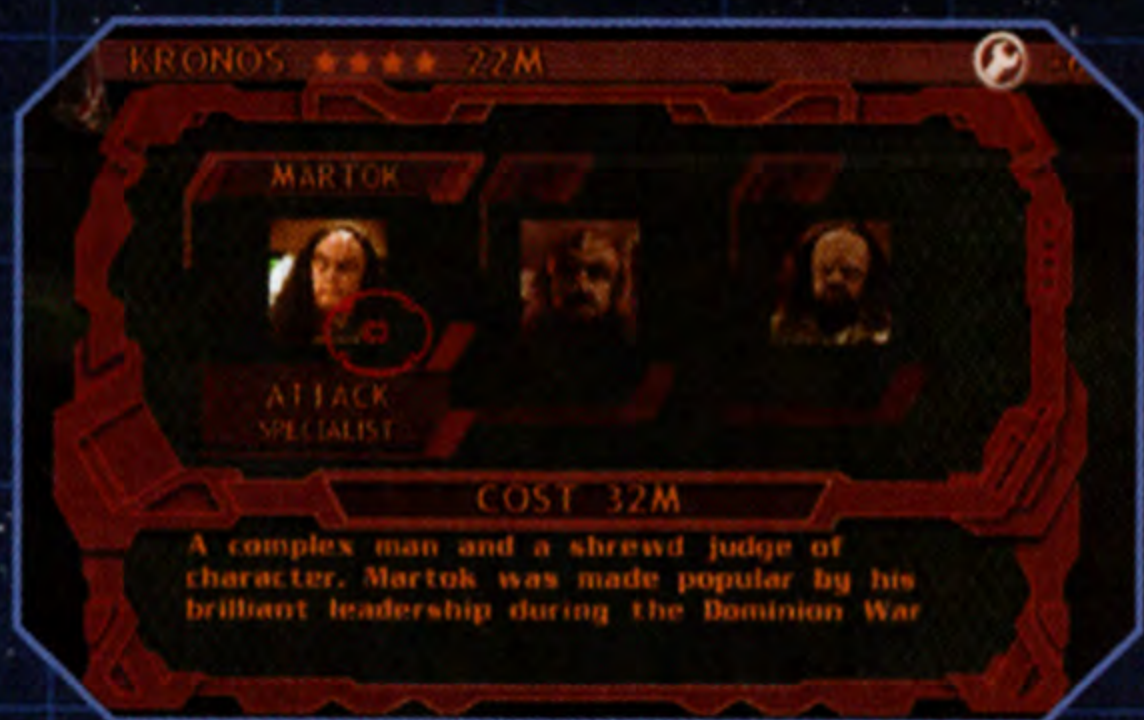 KRONOS ★★★★ 22M
MARTOK
ATTACK
SPECIALIST
COST 32M
A complex man and a shrewd judge of
character. Martok was made popular by his
brilliant leadership during the Dominion War